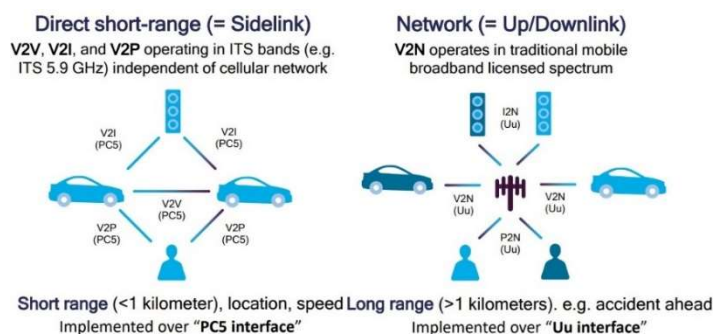 Direct short-range (= Sidelink)
V2V, V2I, and V2P operating in ITS bands (e.g.
ITS 5.9 GHz) independent of cellular network
V2I
(PC5)
V2I
(PC5)
V2V
(PC5)
V2P
(PC5)
V2P
(PC5)
Short range (<1 kilometer), location, speed
Implemented over "PC5 interface"
Network (= Up/Downlink)
V2N operates in traditional mobile
broadband licensed spectrum
I2N
(Uu)
V2N
(Uu)
V2N
(Uu)
P2N
(Uu)
Long range (>1 kilometers). e.g. accident ahead
Implemented over "Uu interface"